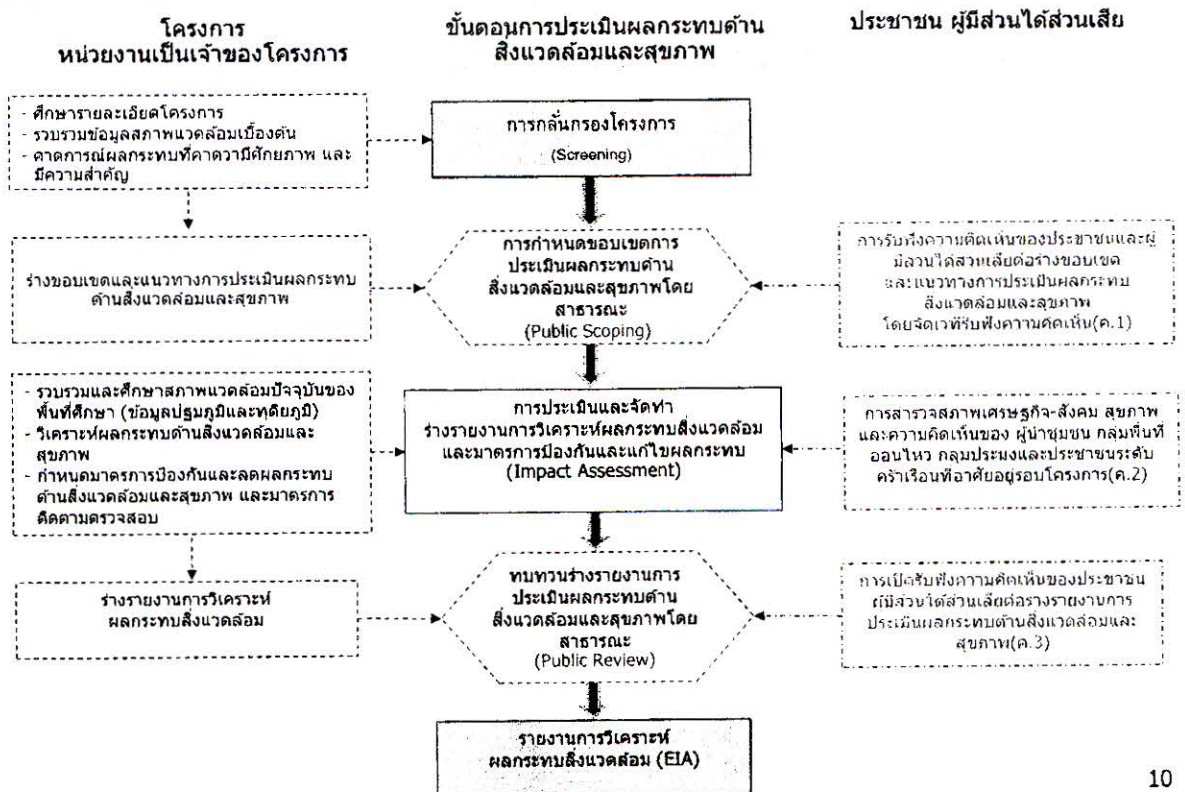 โครงการ
หน่วยงานเป็นเจ้าของโครงการ
ขั้นตอนการประเมินผลกระทบด้าน
สิ่งแวดล้อมและสุขภาพ
ประชาชน ผู้มีส่วนได้ส่วนเสีย
- ศึกษารายละเอียดโครงการ
- รวบรวมข้อมูลสภาพแวดล้อมเบื้องต้น
- คาดการณ์ผลกระทบที่คาดว่ามีศักยภาพ และ
มีความสำคัญ
การกลั่นกรองโครงการ
(Screening)
ร่างขอบเขตและแนวทางการประเมินผลกระทบ
ด้านสิ่งแวดล้อมและสุขภาพ
การกำหนดขอบเขตการ
ประเมินผลกระทบด้าน
สิ่งแวดล้อมและสุขภาพโดย
สาธารณะ
(Public Scoping)
การรับฟังความคิดเห็นของประชาชนและผู้
มีส่วนได้ส่วนเสียต่อร่างขอบเขต
และแนวทางการประเมินผลกระทบ
สิ่งแวดล้อมและสุขภาพ
โดยจัดเวทีรับฟังความคิดเห็น(ค.1)
- รวบรวมและศึกษาสภาพแวดล้อมปัจจุบันของ
พื้นที่ศึกษา (ข้อมูลปฐมภูมิและทุติยภูมิ)
- วิเคราะห์ผลกระทบด้านสิ่งแวดล้อมและ
สุขภาพ
- กำหนดมาตรการป้องกันและลดผลกระทบ
ด้านสิ่งแวดล้อมและสุขภาพ และมาตรการ
ติดตามตรวจสอบ
การประเมินและจัดทำ
ร่างรายงานการวิเคราะห์ผลกระทบสิ่งแวดล้อม
และมาตรการป้องกันและแก้ไขผลกระทบ
(Impact Assessment)
การสำรวจสภาพเศรษฐกิจ-สังคม สุขภาพ
และความคิดเห็นของ ผู้นำชุมชน กลุ่มพื้นที่
อ่อนไหว กลุ่มประมงและประชาชนระดับ
ครัวเรือนที่อาศัยอยู่รอบโครงการ(ค.2)
ร่างรายงานการวิเคราะห์
ผลกระทบสิ่งแวดล้อม
ทบทวนร่างรายงานการ
ประเมินผลกระทบด้าน
สิ่งแวดล้อมและสุขภาพโดย
สาธารณะ
(Public Review)
การเปิดรับฟังความคิดเห็นของประชาชน
ผู้มีส่วนได้ส่วนเสียต่อร่างรายงานการ
ประเมินผลกระทบด้านสิ่งแวดล้อมและ
สุขภาพ(ค.3)
รายงานการวิเคราะห์
ผลกระทบสิ่งแวดล้อม (EIA)
10